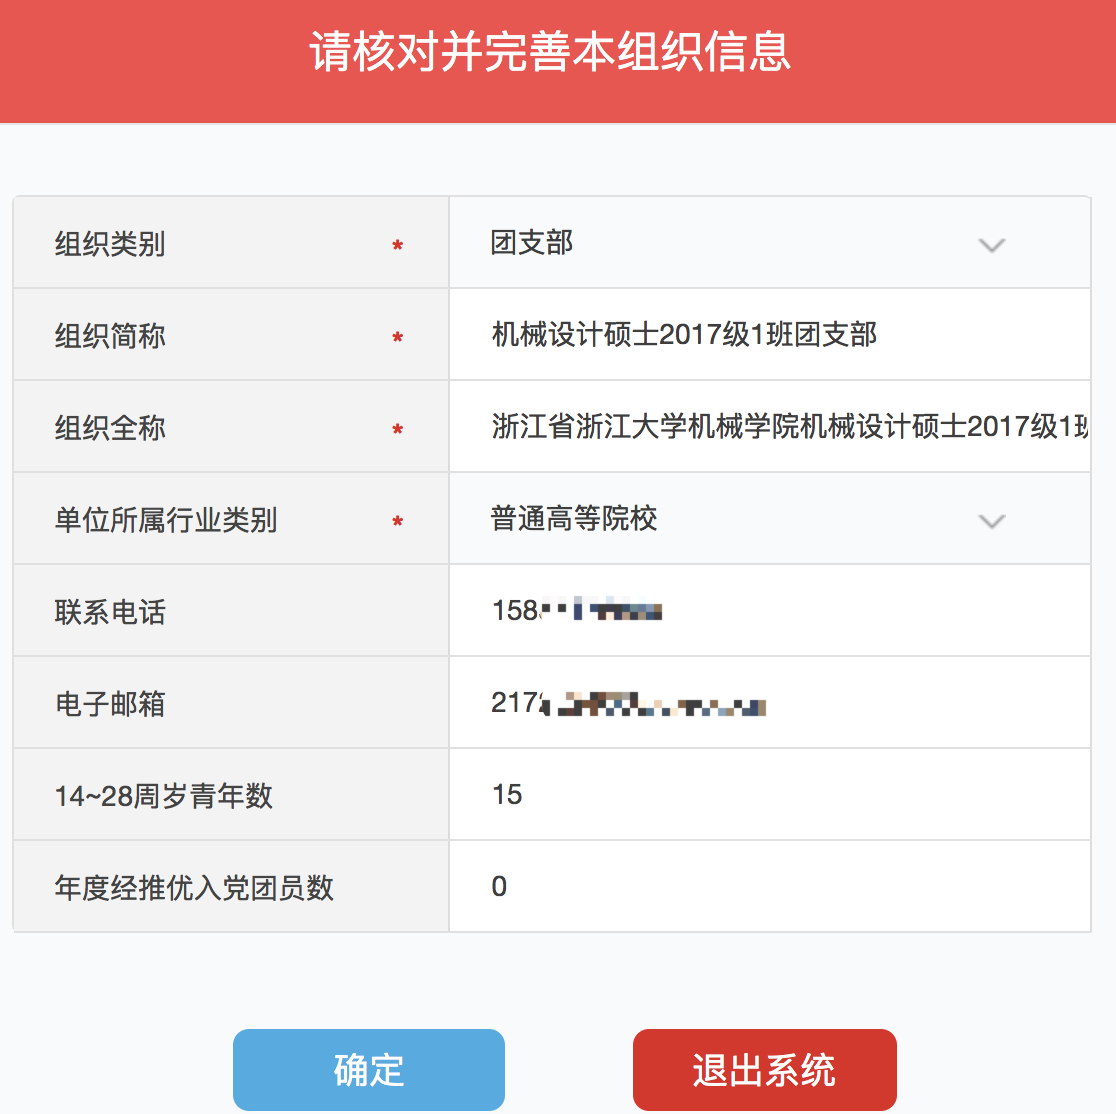 请核对并完善本组织信息
组织类别 * 团支部
组织简称 * 机械设计硕士2017级1班团支部
组织全称 * 浙江省浙江大学机械学院机械设计硕士2017级1
单位所属行业类别 * 普通高等院校
联系电话 158
电子邮箱 217
14~28周岁青年数 15
年度经推优入党团员数 0
确定 退出系统